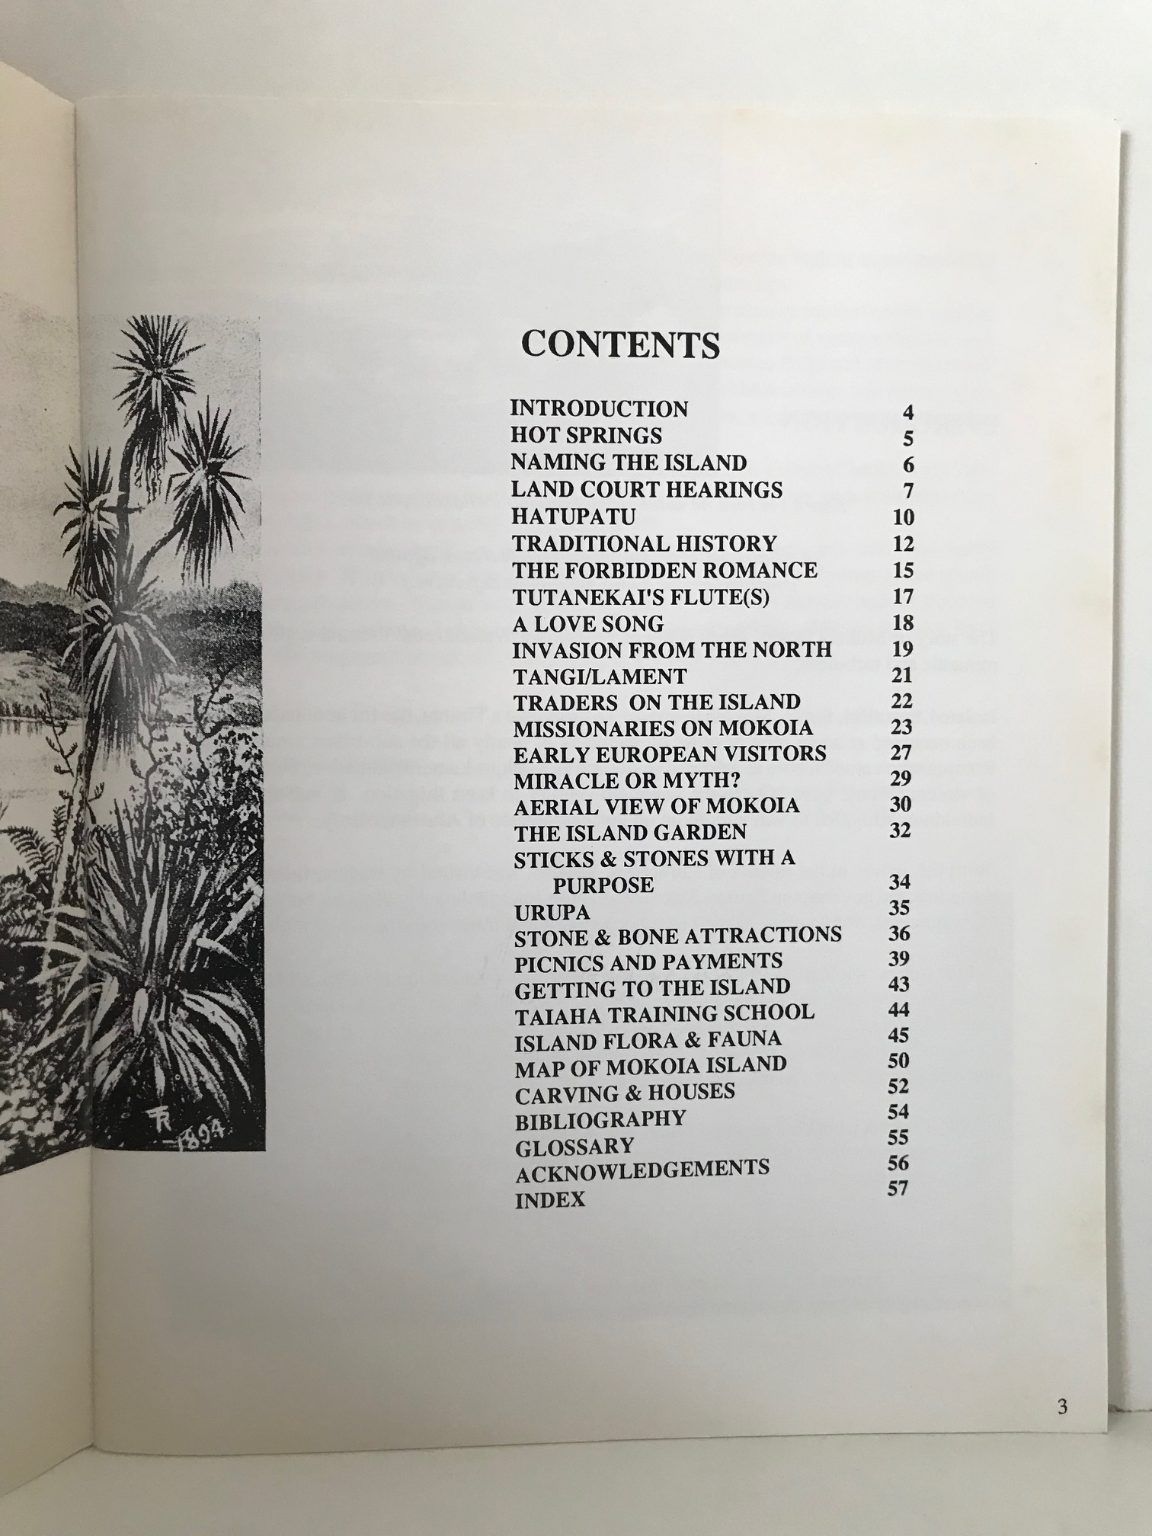 CONTENTS
INTRODUCTION 4
HOT SPRINGS 5
NAMING THE ISLAND 6
LAND COURT HEARINGS 7
HATUPATU 10
TRADITIONAL HISTORY 12
THE FORBIDDEN ROMANCE 15
TUTANEKAI'S FLUTE(S) 17
A LOVE SONG 18
INVASION FROM THE NORTH 19
TANGI/LAMENT 21
TRADERS ON THE ISLAND 22
MISSIONARIES ON MOKOIA 23
EARLY EUROPEAN VISITORS 27
MIRACLE OR MYTH? 29
AERIAL VIEW OF MOKOIA 30
THE ISLAND GARDEN 32
STICKS & STONES WITH A
PURPOSE 34
URUPA 35
STONE & BONE ATTRACTIONS 36
PICNICS AND PAYMENTS 39
GETTING TO THE ISLAND 43
TAIAHA TRAINING SCHOOL 44
ISLAND FLORA & FAUNA 45
MAP OF MOKOIA ISLAND 50
CARVING & HOUSES 52
BIBLIOGRAPHY 54
GLOSSARY 55
ACKNOWLEDGEMENTS 56
INDEX 57
1894
3